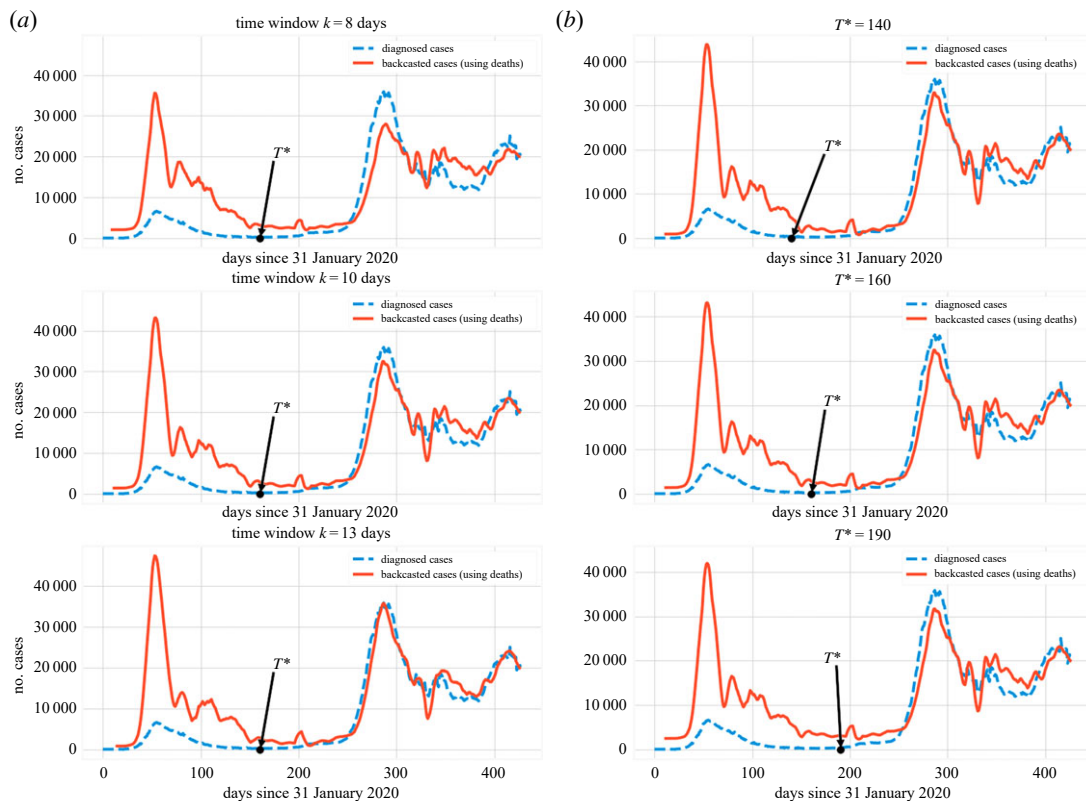 (a)
time window k = 8 days
no. cases
40 000
30 000
20 000
10 000
0
diagnosed cases
backcasted cases (using deaths)
T*
days since 31 January 2020
time window k = 10 days
no. cases
40 000
30 000
20 000
10 000
0
diagnosed cases
backcasted cases (using deaths)
T*
days since 31 January 2020
time window k = 13 days
no. cases
40 000
30 000
20 000
10 000
0
diagnosed cases
backcasted cases (using deaths)
T*
0 100 200 300 400
days since 31 January 2020
(b)
T* = 140
40 000
30 000
20 000
10 000
0
diagnosed cases
backcasted cases (using deaths)
T*
days since 31 January 2020
T* = 160
40 000
30 000
20 000
10 000
0
diagnosed cases
backcasted cases (using deaths)
T*
days since 31 January 2020
T* = 190
40 000
30 000
20 000
10 000
0
diagnosed cases
backcasted cases (using deaths)
T*
0 100 200 300 400
days since 31 January 2020